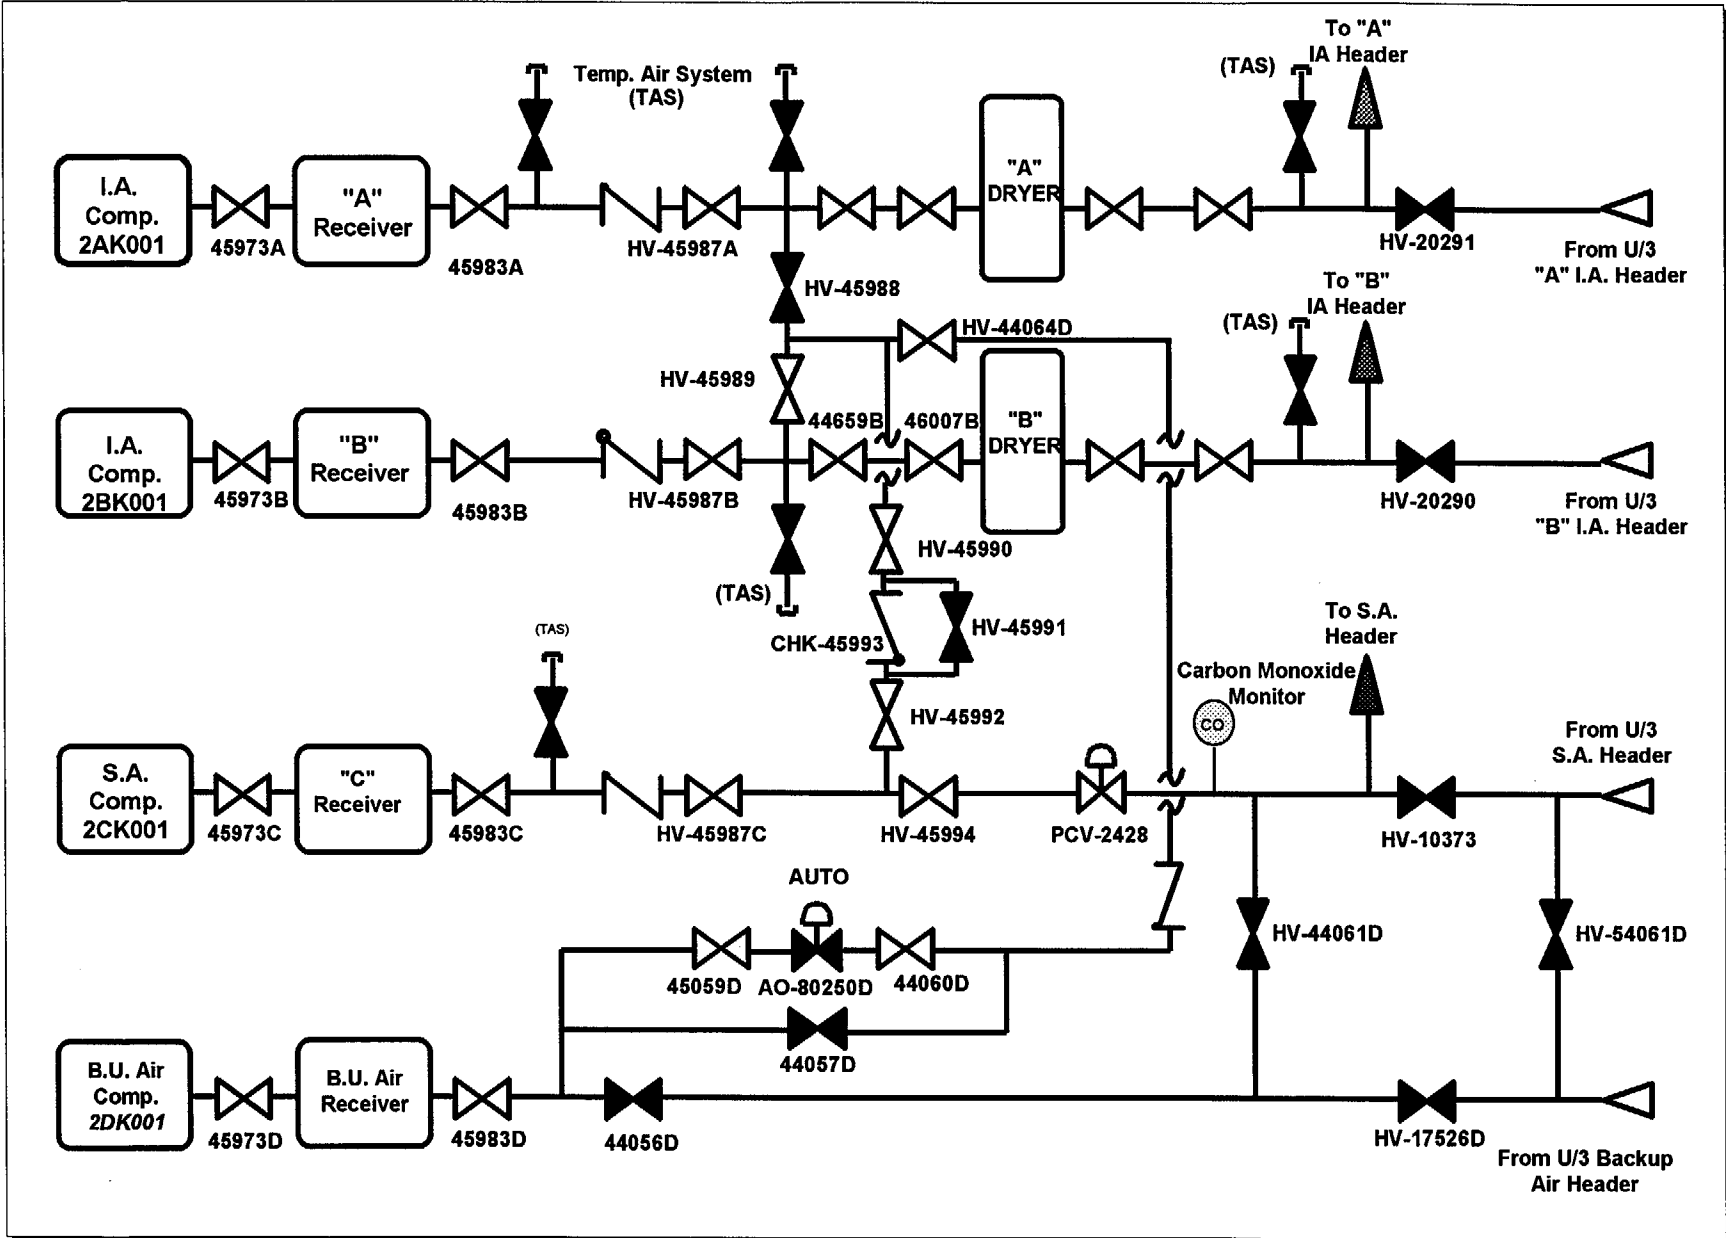 To "A"
IA Header
(TAS)
Temp. Air System
(TAS)
I.A.
Comp.
2AK001
"A"
Receiver
"A"
DRYER
45973A
45983A
HV-45987A
HV-20291
From U/3
"A" I.A. Header
HV-45988
To "B"
IA Header
(TAS)
HV-44064D
HV-45989
44659B
46007B
I.A.
Comp.
2BK001
"B"
Receiver
"B"
DRYER
45973B
45983B
HV-45987B
HV-20290
From U/3
"B" I.A. Header
HV-45990
(TAS)
CHK-45993
HV-45991
(TAS)
To S.A.
Header
Carbon Monoxide
Monitor
CO
HV-45992
From U/3
S.A. Header
S.A.
Comp.
2CK001
"C"
Receiver
45973C
45983C
HV-45987C
HV-45994
PCV-2428
HV-10373
AUTO
HV-44061D
HV-54061D
45059D
AO-80250D
44060D
44057D
B.U. Air
Comp.
2DK001
B.U. Air
Receiver
45973D
45983D
44056D
HV-17526D
From U/3 Backup
Air Header